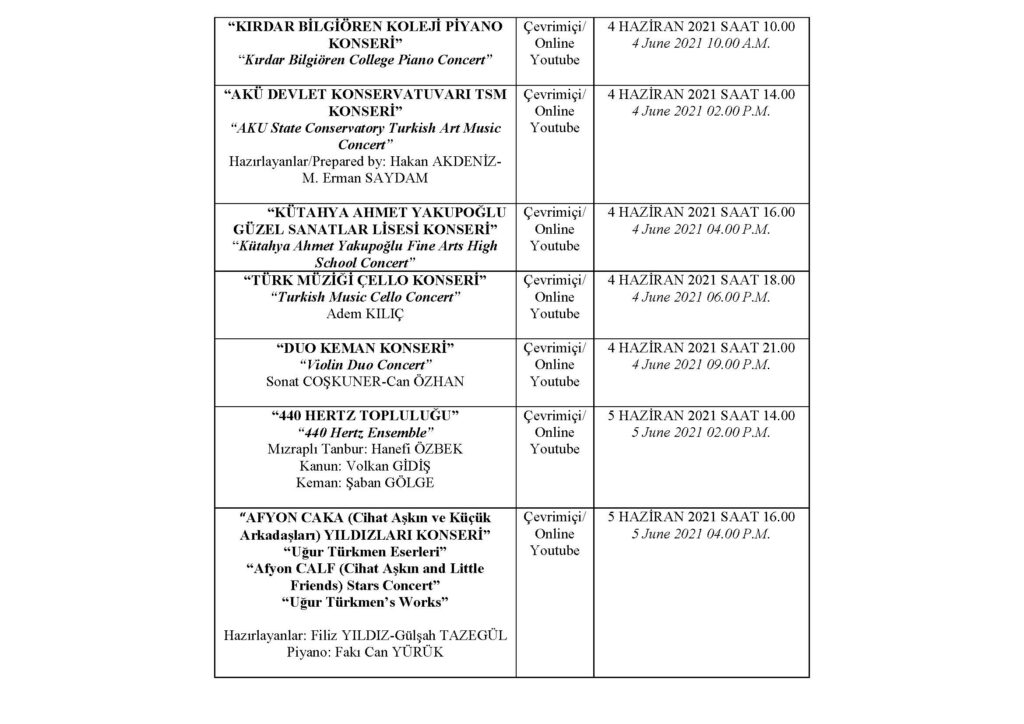 “KIRDAR BİLGİÖREN KOLEJİ PİYANO
KONSERİ”
“Kırdar Bilgiören College Piano Concert”
Çevrimiçi/
Online
Youtube
4 HAZİRAN 2021 SAAT 10.00
4 June 2021 10.00 A.M.
“AKÜ DEVLET KONSERVATUVARI TSM
KONSERİ”
“AKU State Conservatory Turkish Art Music
Concert”
Hazırlayanlar/Prepared by: Hakan AKDENİZ-
M. Erman SAYDAM
Çevrimiçi/
Online
Youtube
4 HAZİRAN 2021 SAAT 14.00
4 June 2021 02.00 P.M.
“KÜTAHYA AHMET YAKUPOĞLU
GÜZEL SANATLAR LİSESİ KONSERİ”
“Kütahya Ahmet Yakupoğlu Fine Arts High
School Concert”
Çevrimiçi/
Online
Youtube
4 HAZİRAN 2021 SAAT 16.00
4 June 2021 04.00 P.M.
“TÜRK MÜZİĞİ ÇELLO KONSERİ”
“Turkish Music Cello Concert”
Adem KILIÇ
Çevrimiçi/
Online
Youtube
4 HAZİRAN 2021 SAAT 18.00
4 June 2021 06.00 P.M.
“DUO KEMAN KONSERİ”
“Violin Duo Concert”
Sonat COŞKUNER-Can ÖZHAN
Çevrimiçi/
Online
Youtube
4 HAZİRAN 2021 SAAT 21.00
4 June 2021 09.00 P.M.
“440 HERTZ TOPLULUĞU”
“440 Hertz Ensemble”
Mızraplı Tanbur: Hanefi ÖZBEK
Kanun: Volkan GİDİŞ
Keman: Şaban GÖLGE
Çevrimiçi/
Online
Youtube
5 HAZİRAN 2021 SAAT 14.00
5 June 2021 02.00 P.M.
“AFYON CAKA (Cihat Aşkın ve Küçük
Arkadaşları) YILDIZLARI KONSERİ”
“Uğur Türkmen Eserleri”
“Afyon CALF (Cihat Aşkın and Little
Friends) Stars Concert”
“Uğur Türkmen’s Works”
Hazırlayanlar: Filiz YILDIZ-Gülşah TAZEGÜL
Piyano: Fakı Can YÜRÜK
Çevrimiçi/
Online
Youtube
5 HAZİRAN 2021 SAAT 16.00
5 June 2021 04.00 P.M.